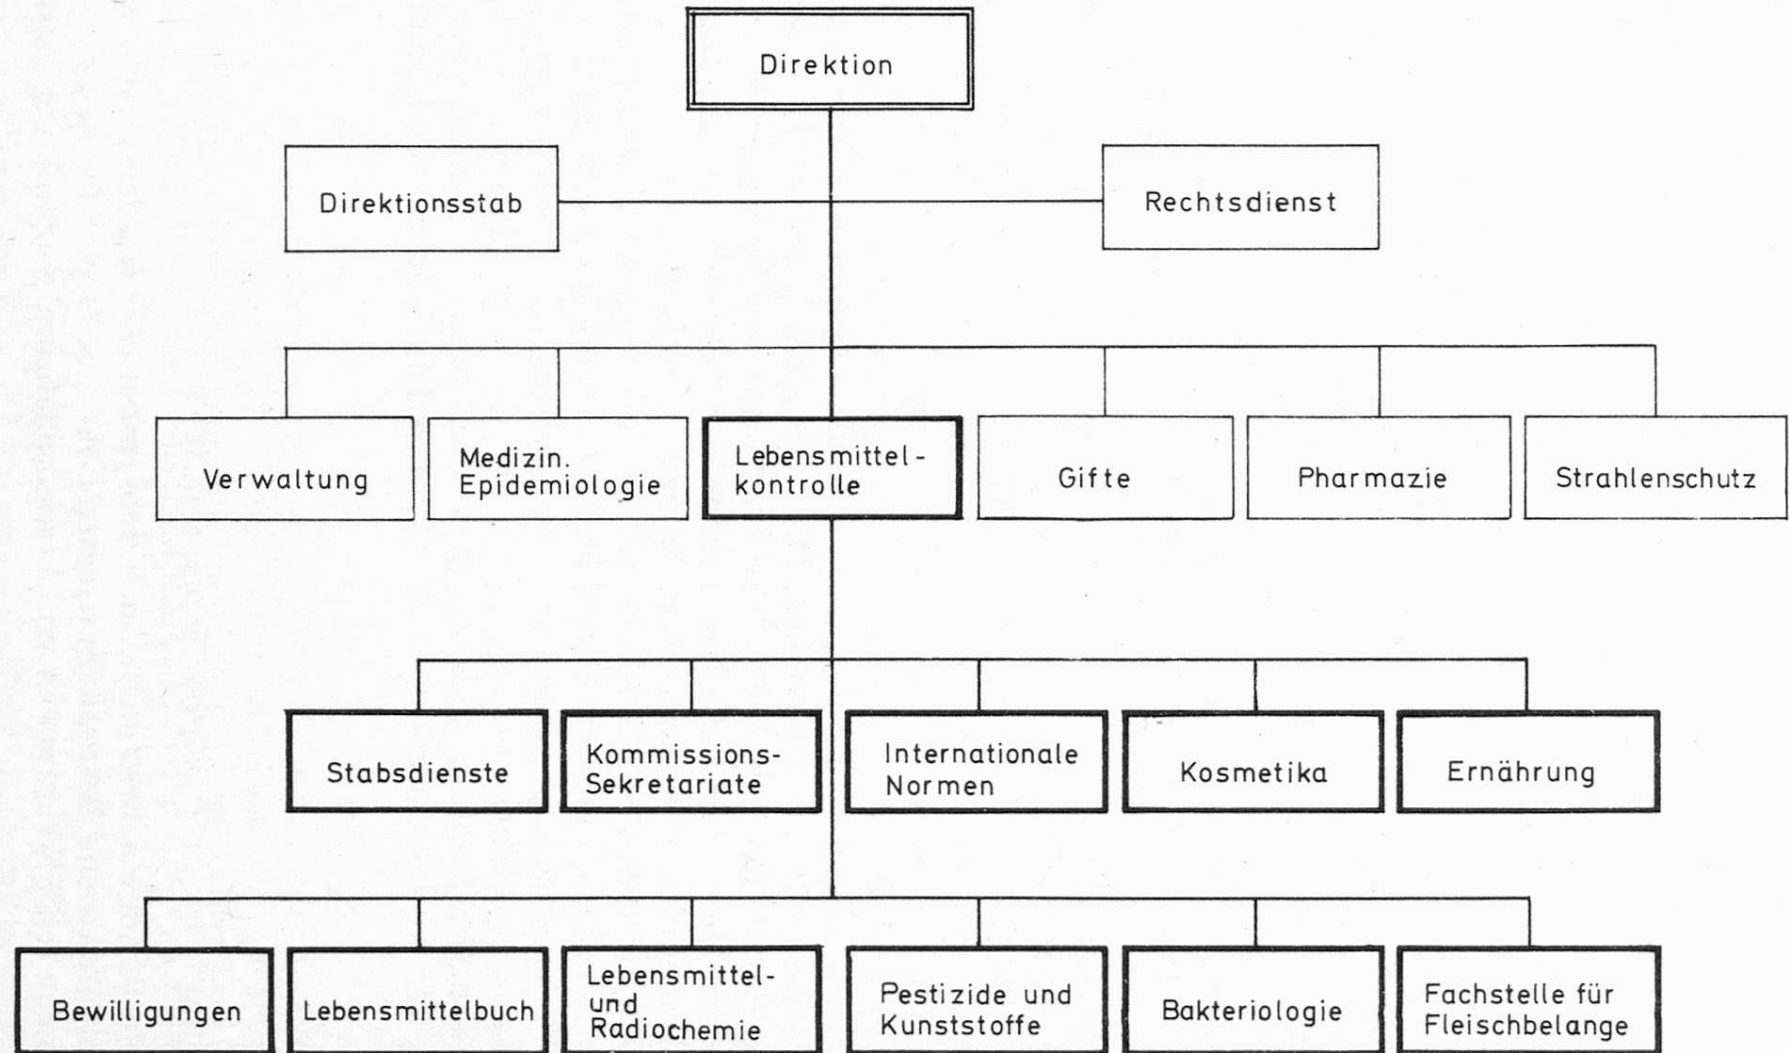 Direktion
Direktionsstab
Rechtsdienst
Verwaltung
Medizin.
Epidemiologie
Lebensmittel-
kontrolle
Gifte
Pharmazie
Strahlenschutz
Stabsdienste
Kommissions-
Sekretariate
Internationale
Normen
Kosmetika
Ernährung
Bewilligungen
Lebensmittelbuch
Lebensmittel-
und
Radiochemie
Pestizide und
Kunststoffe
Bakteriologie
Fachstelle für
Fleischbelange